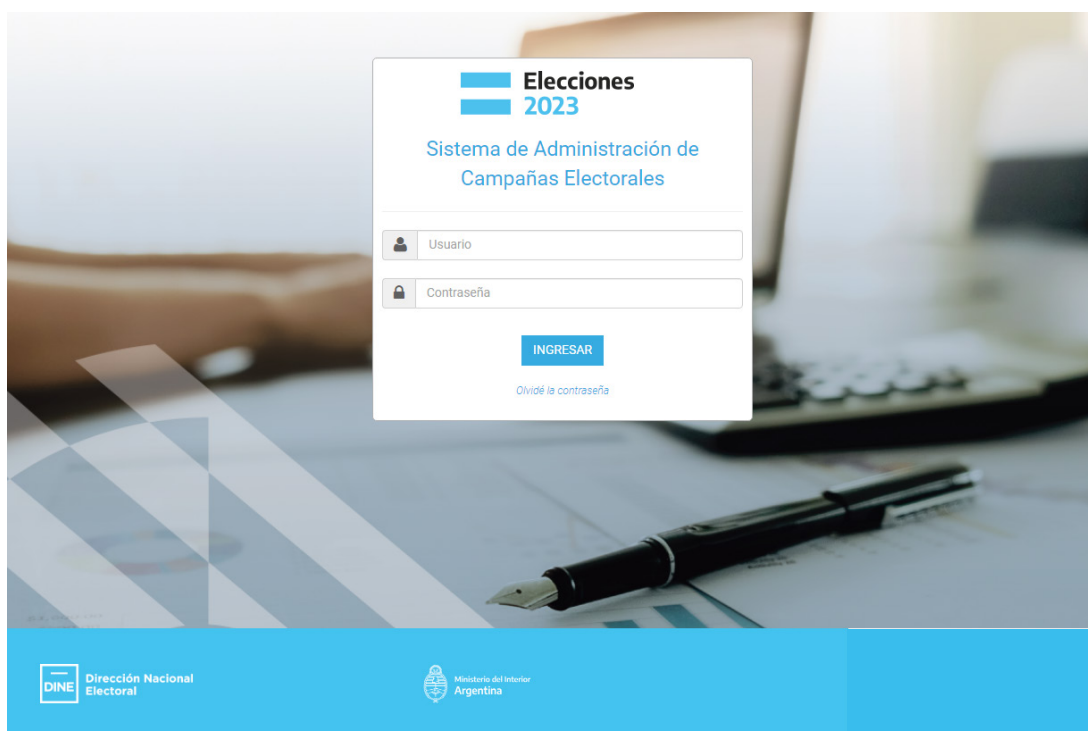 Elecciones
2023
Sistema de Administración de
Campañas Electorales
Usuario
Contraseña
INGRESAR
Olvidé la contraseña
DINE
Dirección Nacional
Electoral
Ministerio del Interior
Argentina